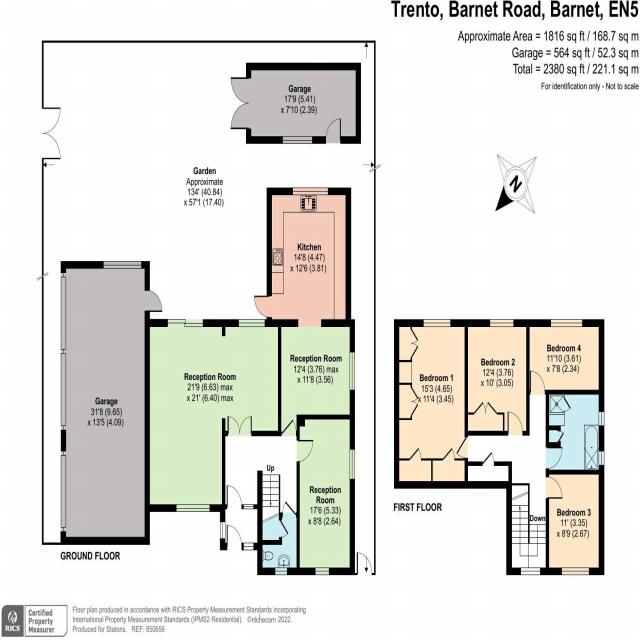 Trento, Barnet Road, Barnet, EN5
Approximate Area = 1816 sq ft / 168.7 sq m
Garage = 564 sq ft / 52.3 sq m
Total = 2380 sq ft / 221.1 sq m
For identification only - Not to scale
Garage
17'9 (5.41)
x 7'10 (2.39)
N
Garden
Approximate
134' (40.84)
x 57'1 (17.40)
Kitchen
14'8 (4.47)
x 12'6 (3.81)
Garage
31'8 (9.65)
x 13'5 (4.09)
Reception Room
21'9 (6.63) max
x 21' (6.40) max
Reception Room
12'4 (3.76) max
x 11'8 (3.56)
Up
Reception
Room
17'6 (5.33)
x 8'8 (2.64)
GROUND FLOOR
Bedroom 1
15'3 (4.65)
x 11'4 (3.45)
Bedroom 2
12'4 (3.76)
x 10' (3.05)
Bedroom 4
11'10 (3.61)
x 7'8 (2.34)
Down
Bedroom 3
11' (3.35)
x 8'9 (2.67)
FIRST FLOOR
RICS
Certified
Property
Measurer
Floor plan produced in accordance with RICS Property Measurement Standards incorporating
International Property Measurement Standards (IPMS2 Residential). ©nichecom 2022.
Produced for Statons. REF: 850656